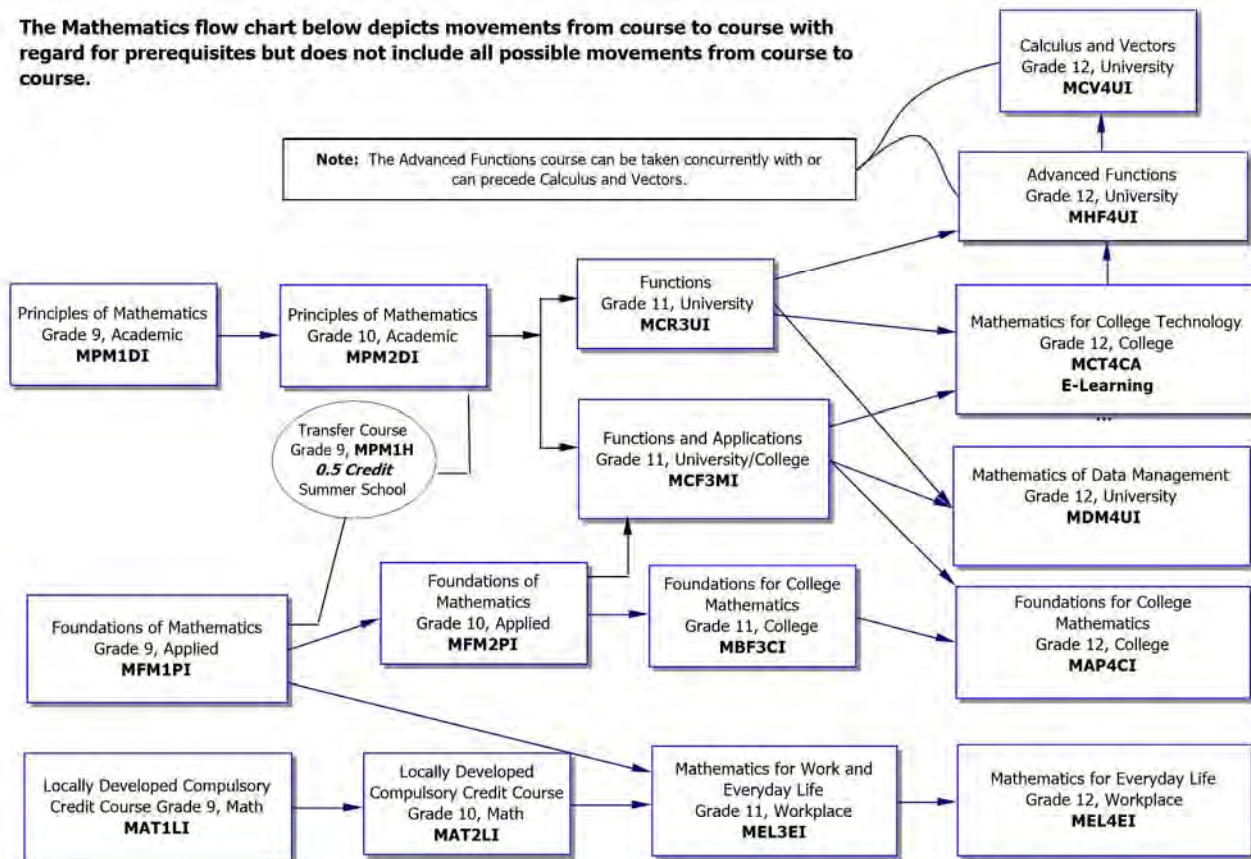 The Mathematics flow chart below depicts movements from course to course with
regard for prerequisites but does not include all possible movements from course to
course.
Calculus and Vectors
Grade 12, University
MCV4UI
Note: The Advanced Functions course can be taken concurrently with or
can precede Calculus and Vectors.
Advanced Functions
Grade 12, University
MHF4UI
Principles of Mathematics
Grade 9, Academic
MPM1DI
Principles of Mathematics
Grade 10, Academic
MPM2DI
Functions
Grade 11, University
MCR3UI
Mathematics for College Technology
Grade 12, College
MCT4CA
E-Learning
...
Transfer Course
Grade 9, MPM1H
0.5 Credit
Summer School
Functions and Applications
Grade 11, University/College
MCF3MI
Mathematics of Data Management
Grade 12, University
MDM4UI
Foundations of Mathematics
Grade 9, Applied
MFM1PI
Foundations of
Mathematics
Grade 10, Applied
MFM2PI
Foundations for College
Mathematics
Grade 11, College
MBF3CI
Foundations for College
Mathematics
Grade 12, College
MAP4CI
Locally Developed Compulsory
Credit Course Grade 9, Math
MAT1LI
Locally Developed
Compulsory Credit Course
Grade 10, Math
MAT2LI
Mathematics for Work and
Everyday Life
Grade 11, Workplace
MEL3EI
Mathematics for Everyday Life
Grade 12, Workplace
MEL4EI